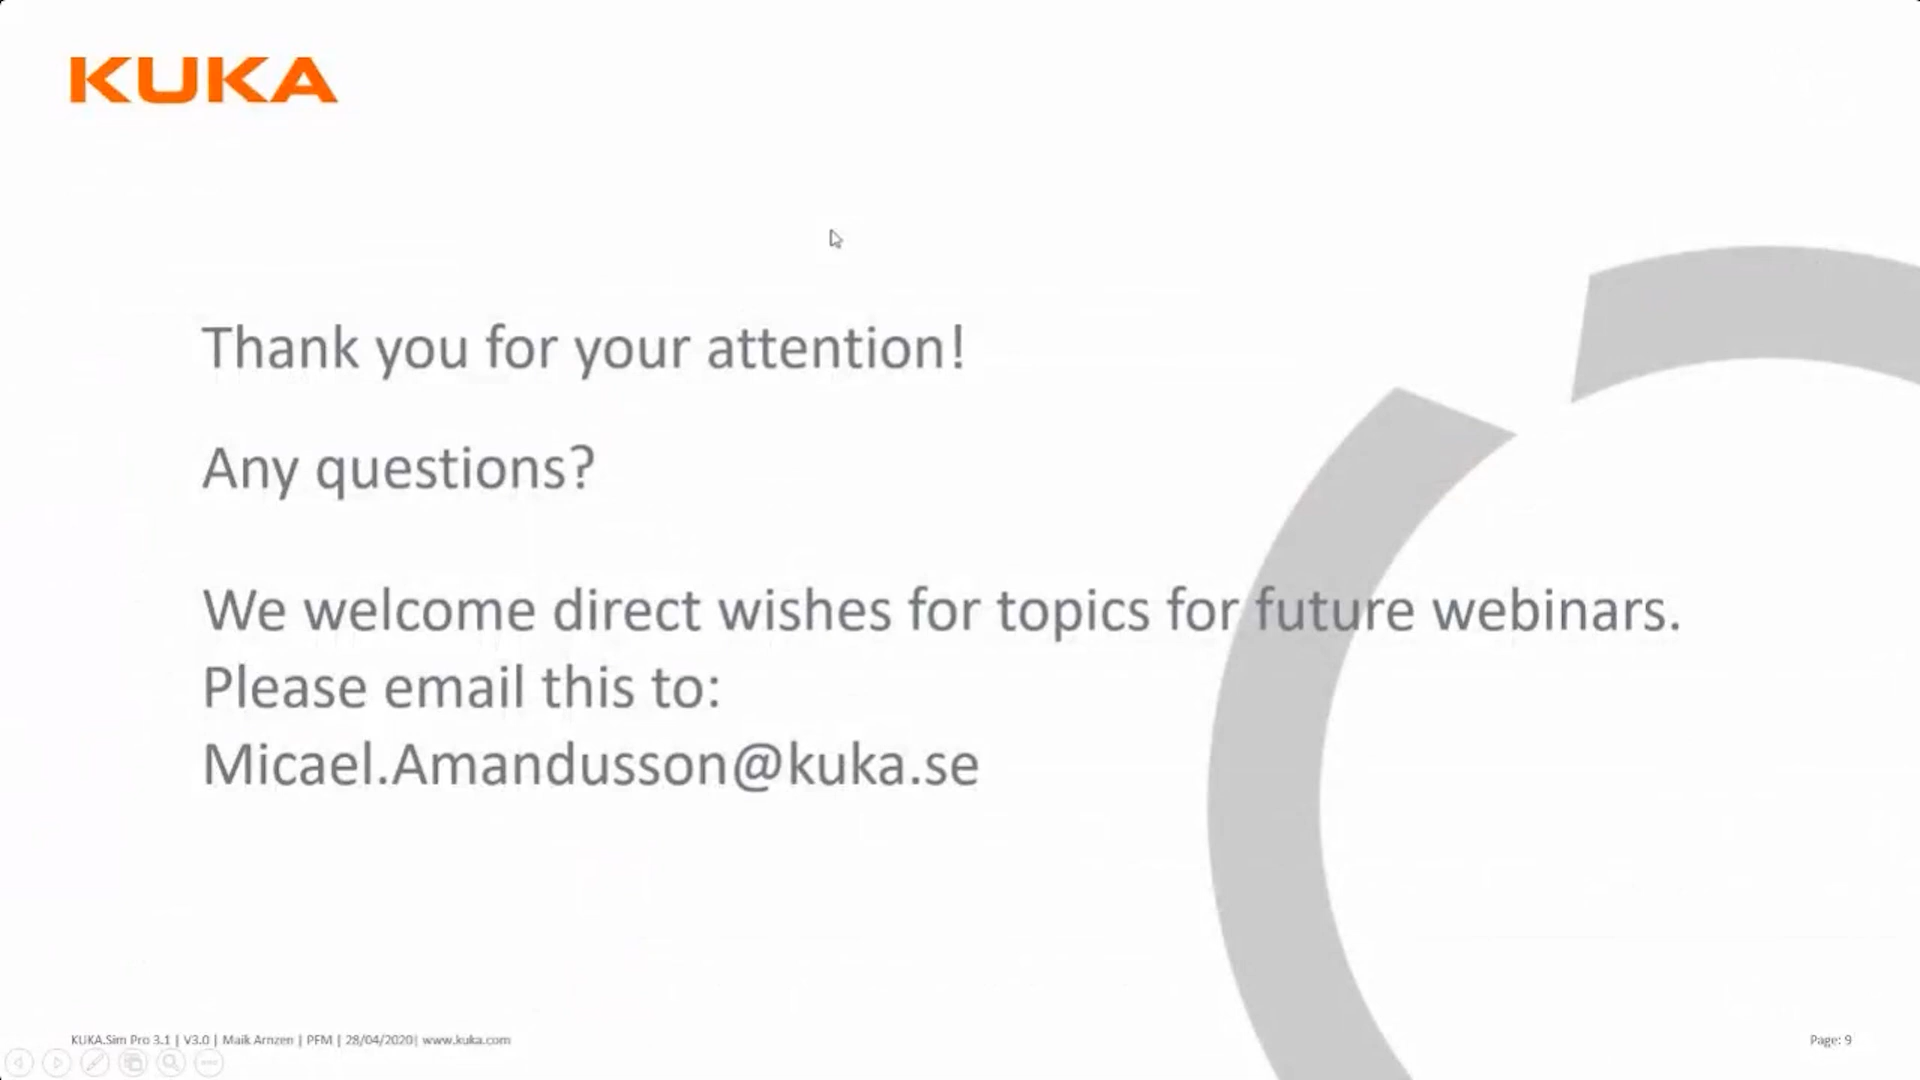 KUKA
Thank you for your attention!
Any questions?
We welcome direct wishes for topics for future webinars.
Please email this to:
Micael.Amandusson@kuka.se
KUKA.Sim Pro 3.1 | V3.0 | Maik Arnzen | PFM | 28/04/2020| www.kuka.com
Page: 9